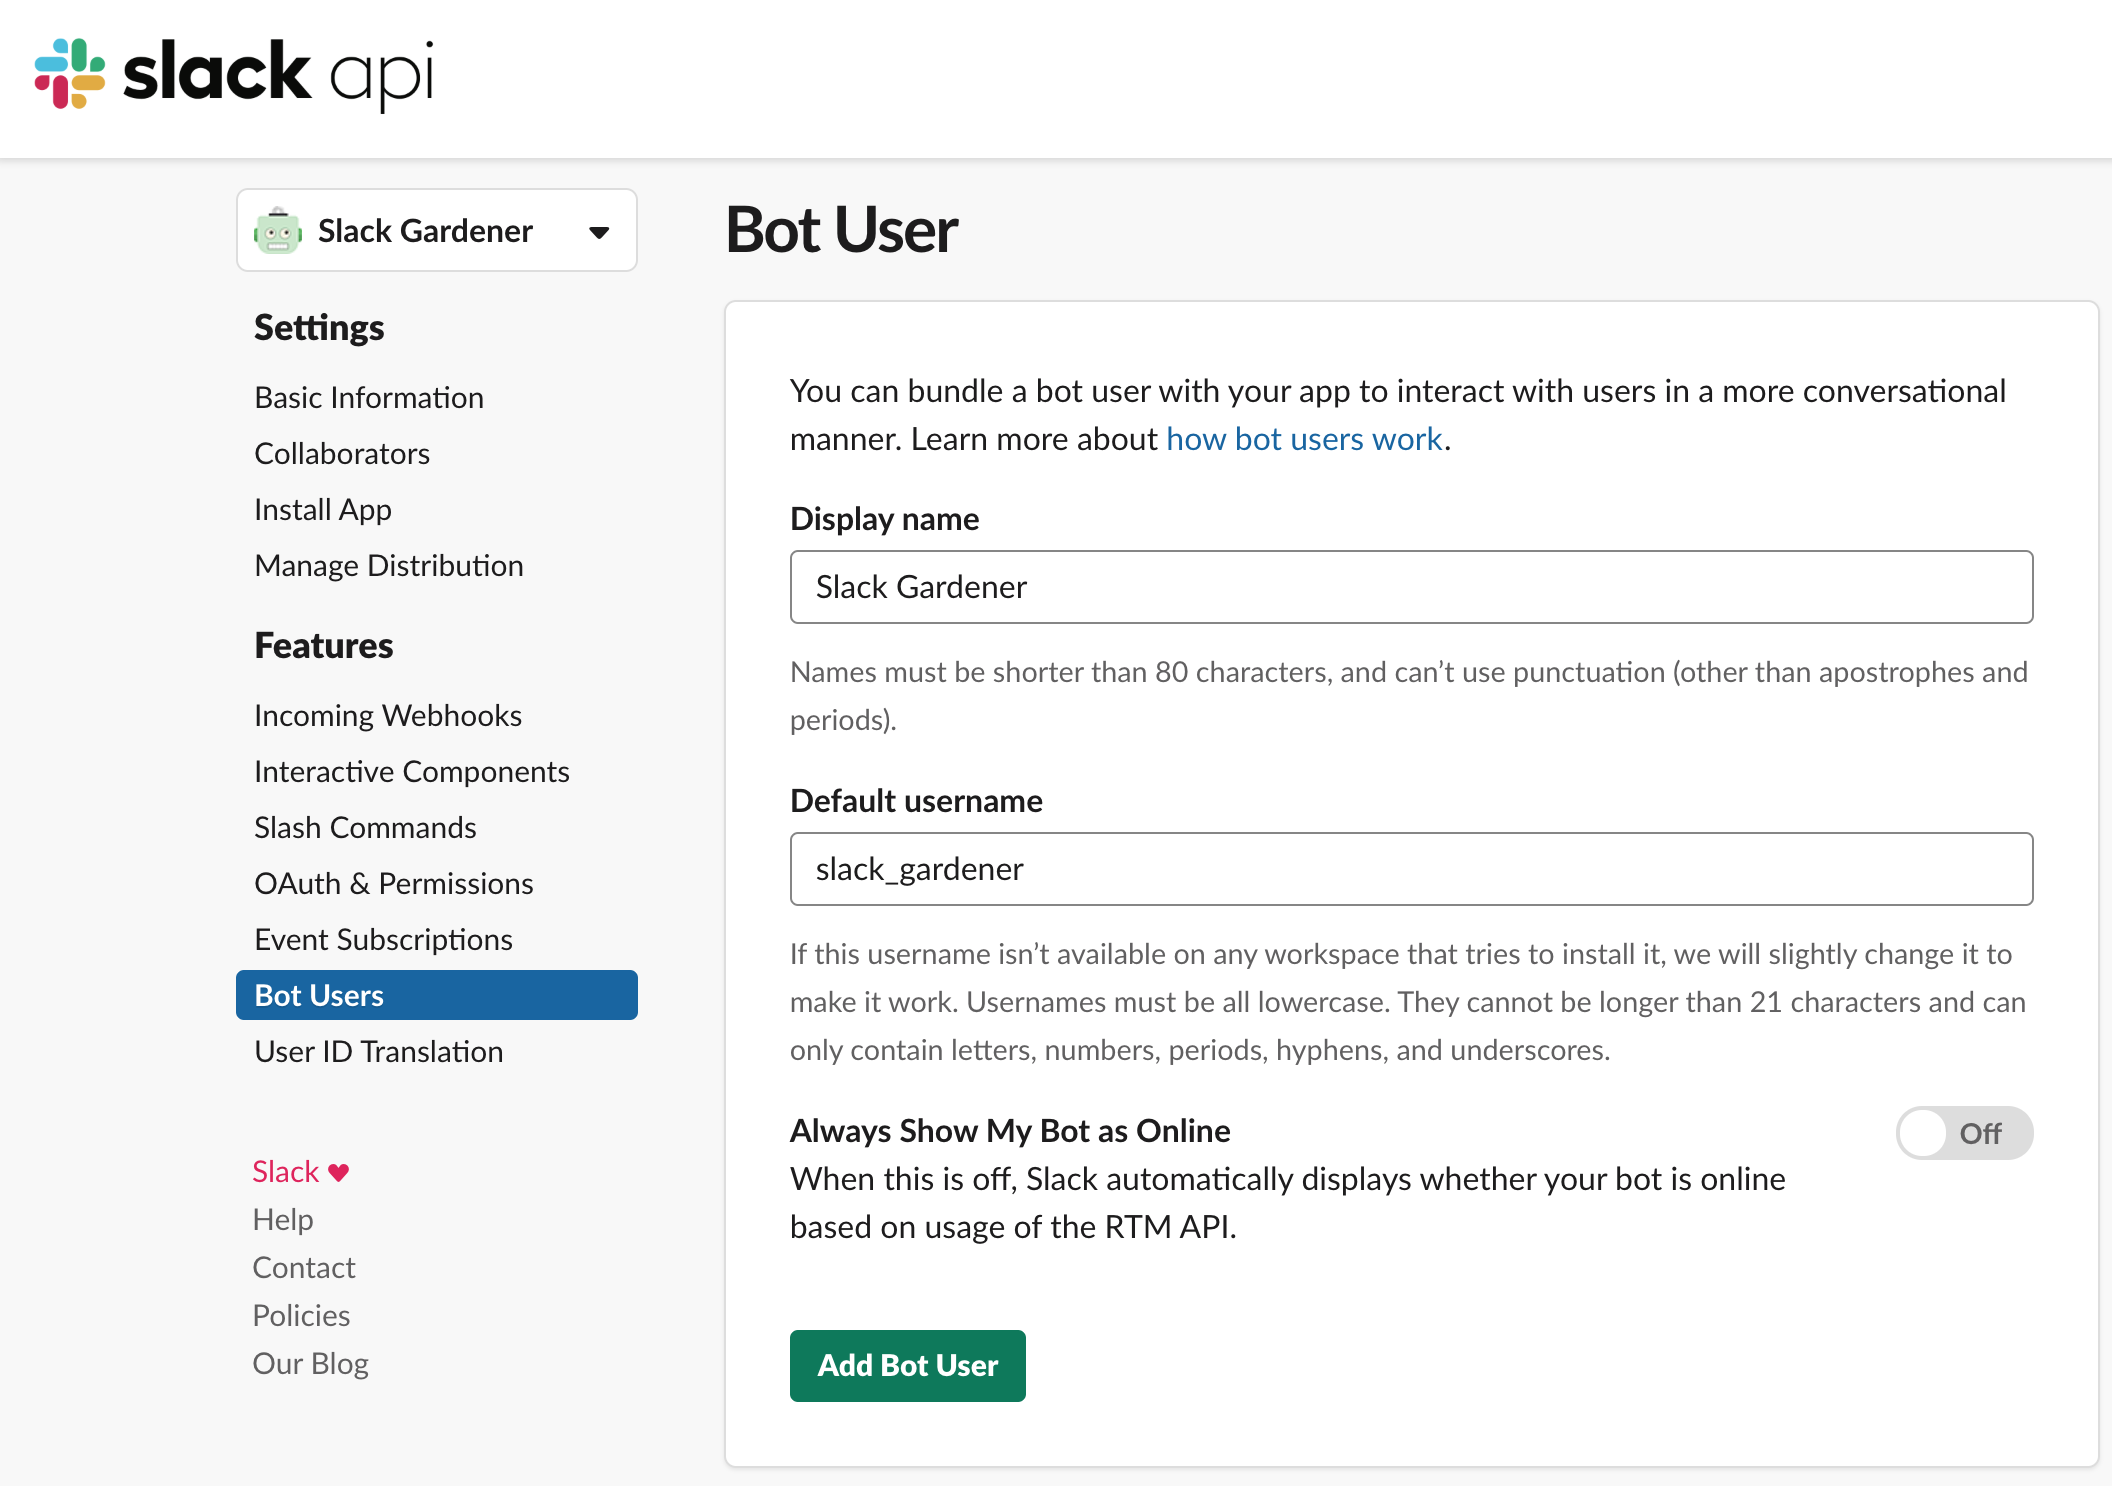 slack api
Slack Gardener
Settings
Basic Information
Collaborators
Install App
Manage Distribution
Features
Incoming Webhooks
Interactive Components
Slash Commands
OAuth & Permissions
Event Subscriptions
Bot Users
User ID Translation
Slack ♥
Help
Contact
Policies
Our Blog
Bot User
You can bundle a bot user with your app to interact with users in a more conversational
manner. Learn more about how bot users work.
Display name
Slack Gardener
Names must be shorter than 80 characters, and can’t use punctuation (other than apostrophes and
periods).
Default username
slack_gardener
If this username isn’t available on any workspace that tries to install it, we will slightly change it to
make it work. Usernames must be all lowercase. They cannot be longer than 21 characters and can
only contain letters, numbers, periods, hyphens, and underscores.
Always Show My Bot as Online
Off
When this is off, Slack automatically displays whether your bot is online
based on usage of the RTM API.
Add Bot User